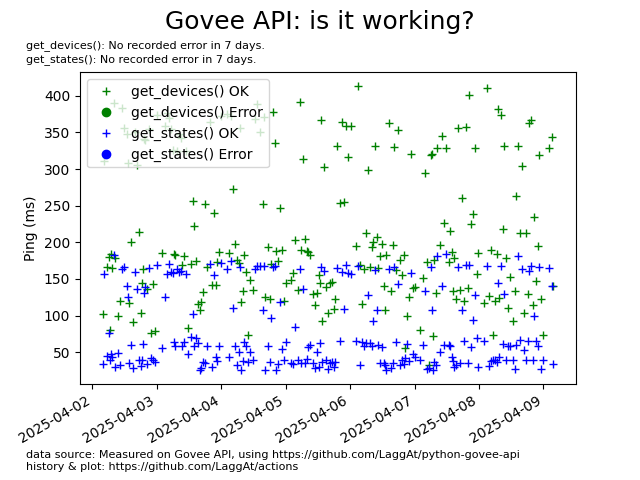 Govee API: is it working?
get_devices(): No recorded error in 7 days.
get_states(): No recorded error in 7 days.
get_devices() OK
get_devices() Error
get_states() OK
get_states() Error
Ping (ms)
400
350
300
250
200
150
100
50
2025-04-02
2025-04-03
2025-04-04
2025-04-05
2025-04-06
2025-04-07
2025-04-08
2025-04-09
data source: Measured on Govee API, using https://github.com/LaggAt/python-govee-api
history & plot: https://github.com/LaggAt/actions